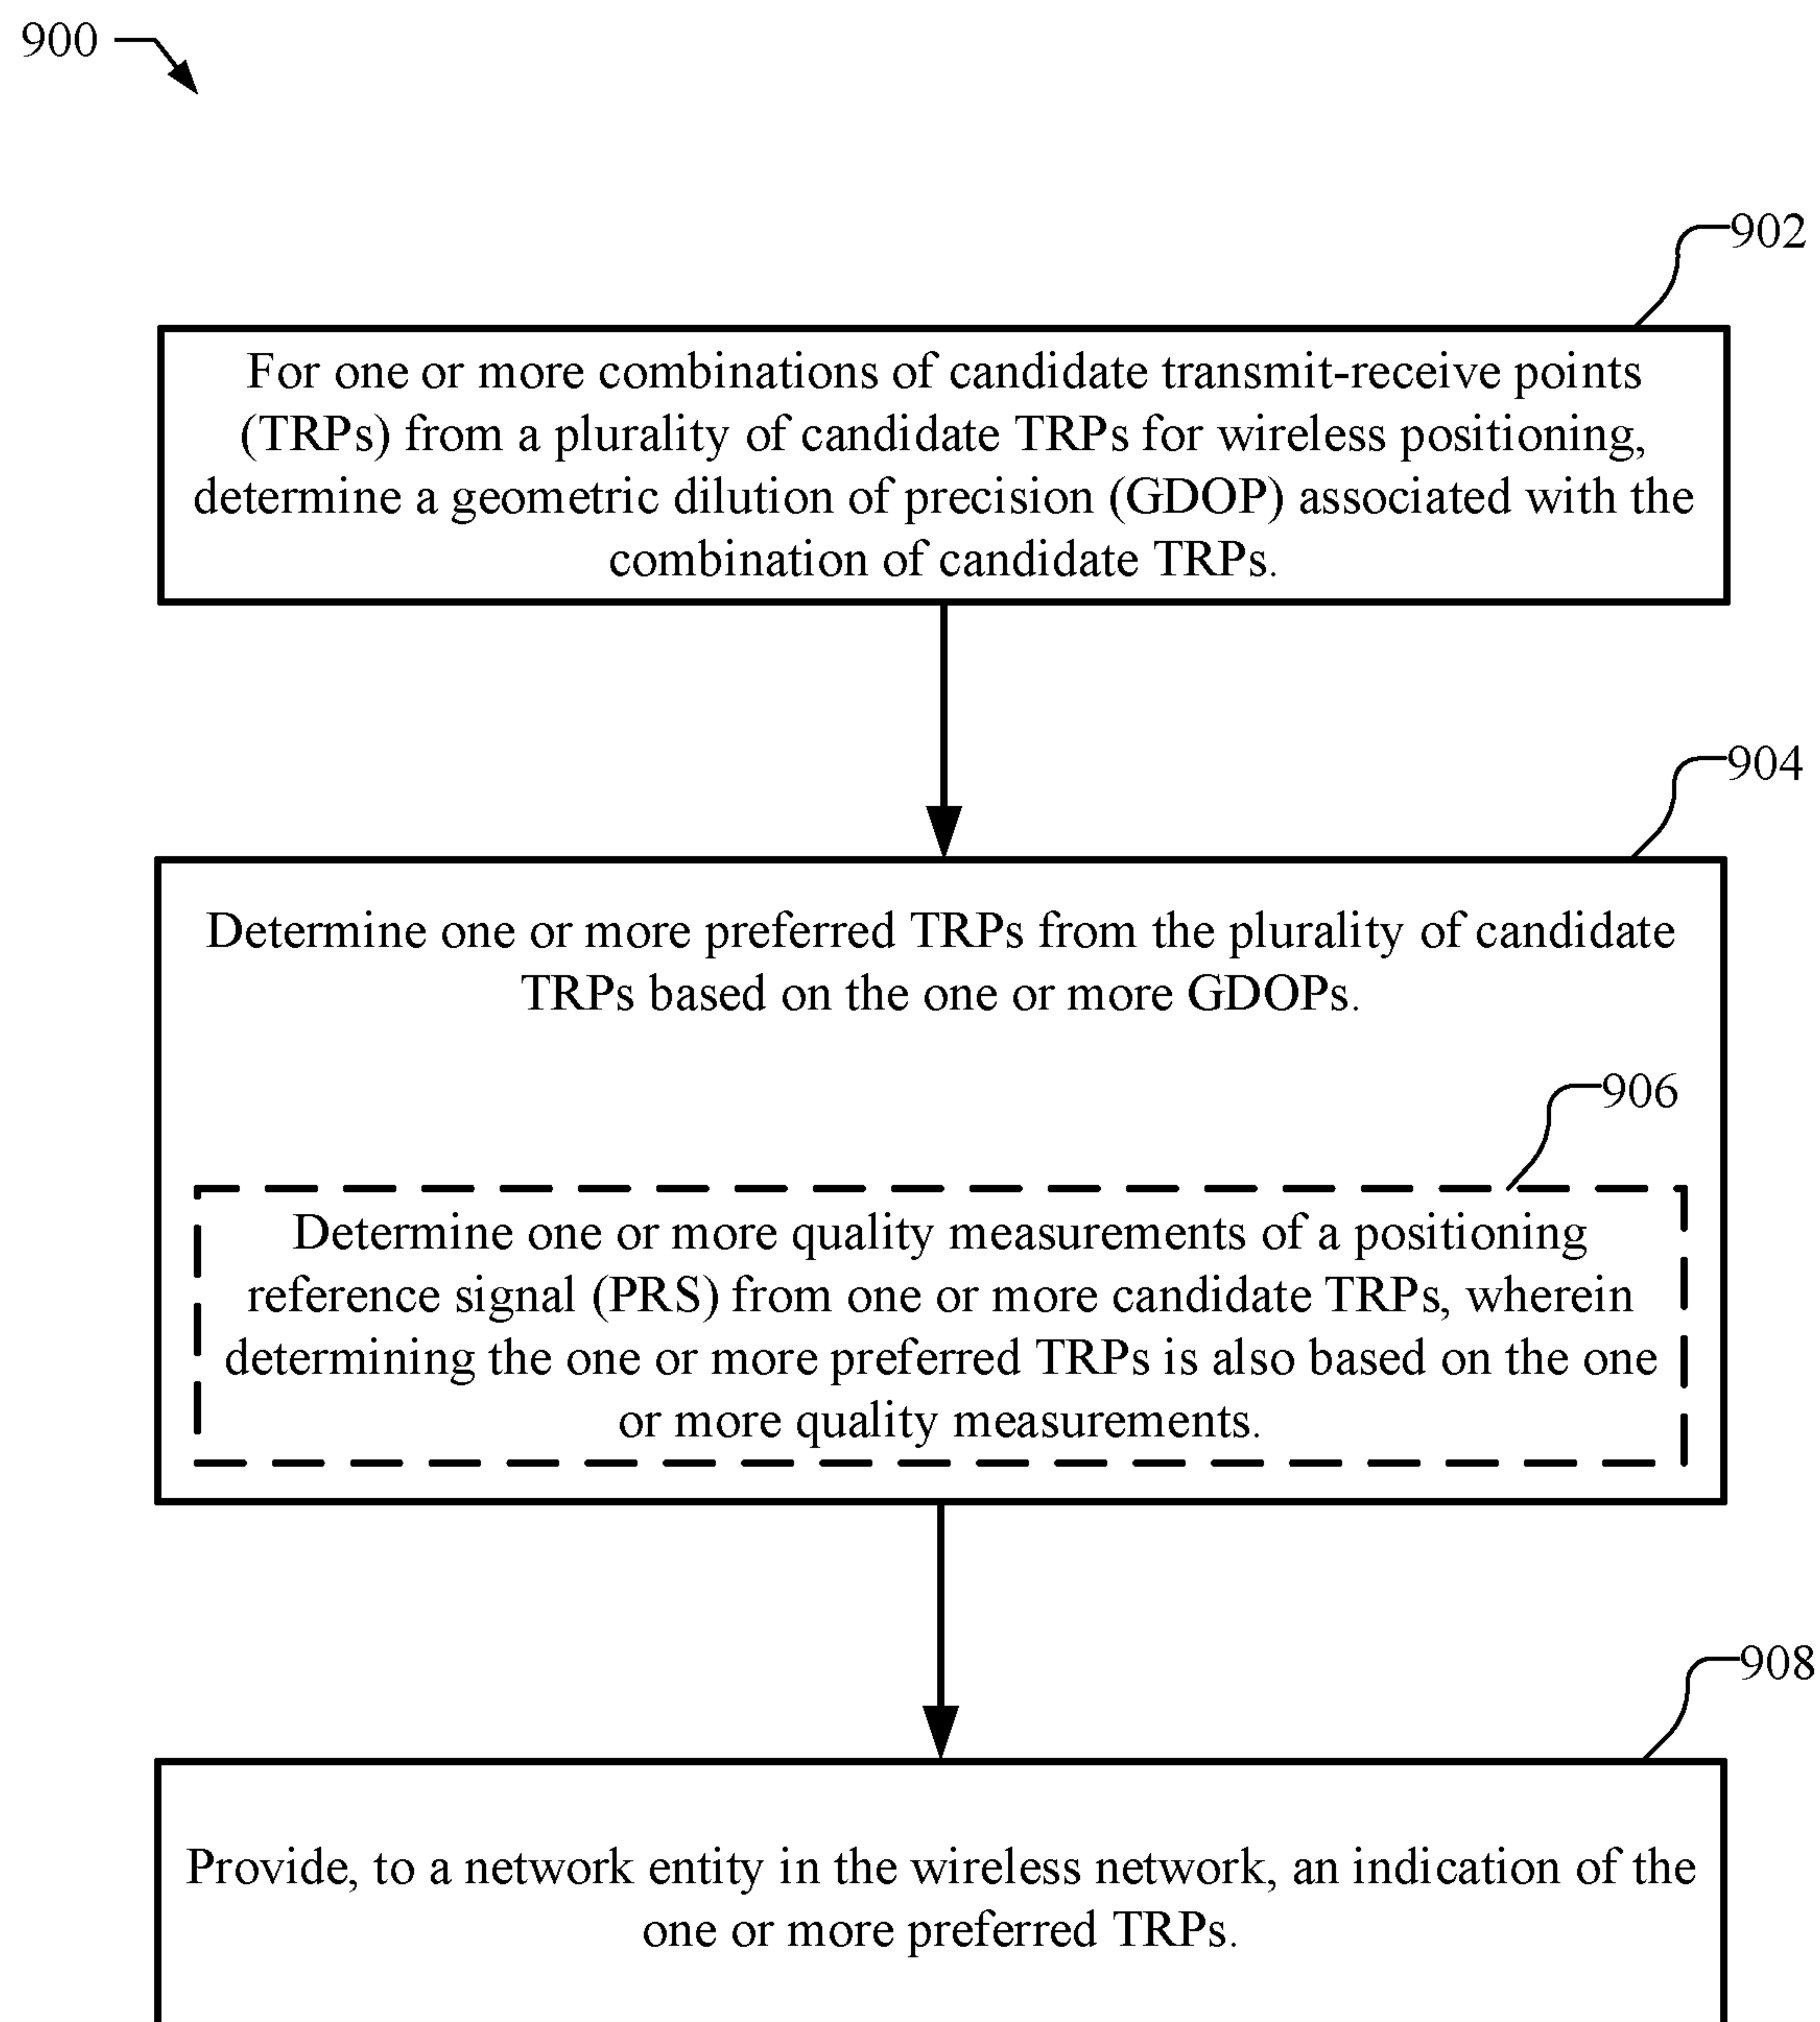 900
902
For one or more combinations of candidate transmit-receive points
(TRPs) from a plurality of candidate TRPs for wireless positioning,
determine a geometric dilution of precision (GDOP) associated with the
combination of candidate TRPs.
904
Determine one or more preferred TRPs from the plurality of candidate
TRPs based on the one or more GDOPs.
906
Determine one or more quality measurements of a positioning
reference signal (PRS) from one or more candidate TRPs, wherein
determining the one or more preferred TRPs is also based on the one
or more quality measurements.
908
Provide, to a network entity in the wireless network, an indication of the
one or more preferred TRPs.